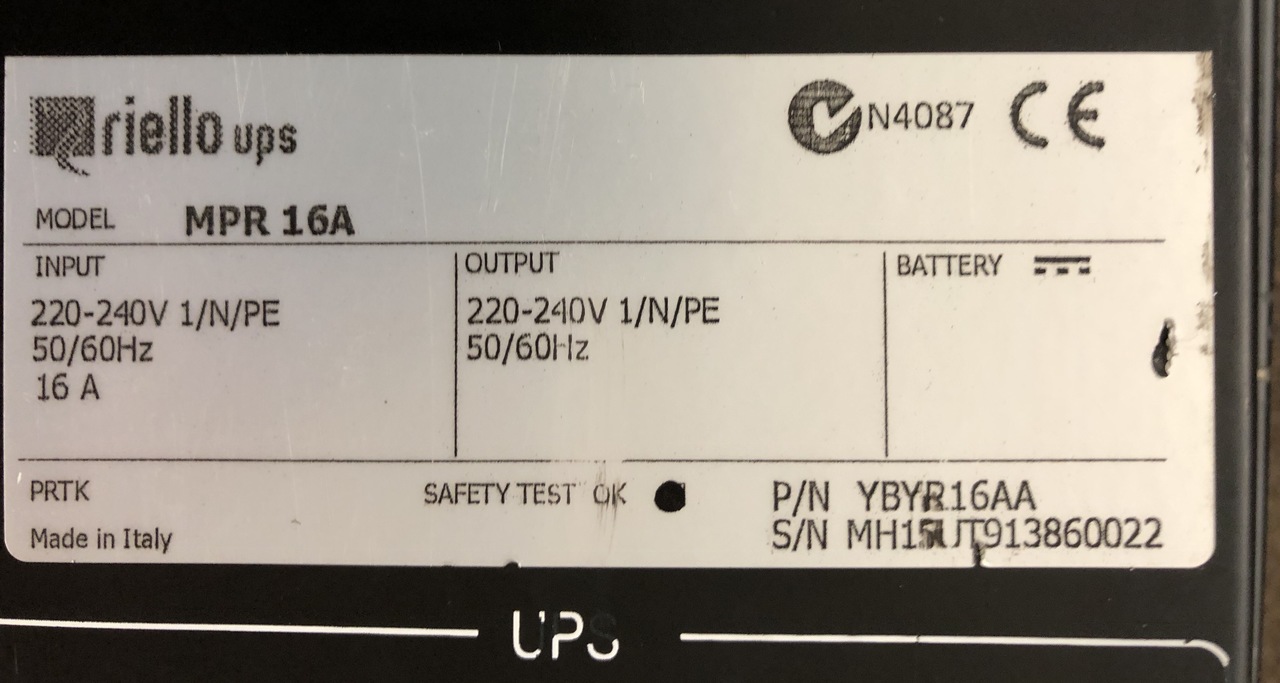 riello ups
N4087 CE
MODEL MPR 16A
INPUT
220-240V 1/N/PE
50/60Hz
16 A
OUTPUT
220-240V 1/N/PE
50/60Hz
BATTERY
PRTK
Made in Italy
SAFETY TEST OK
P/N YBYR16AA
S/N
UPS